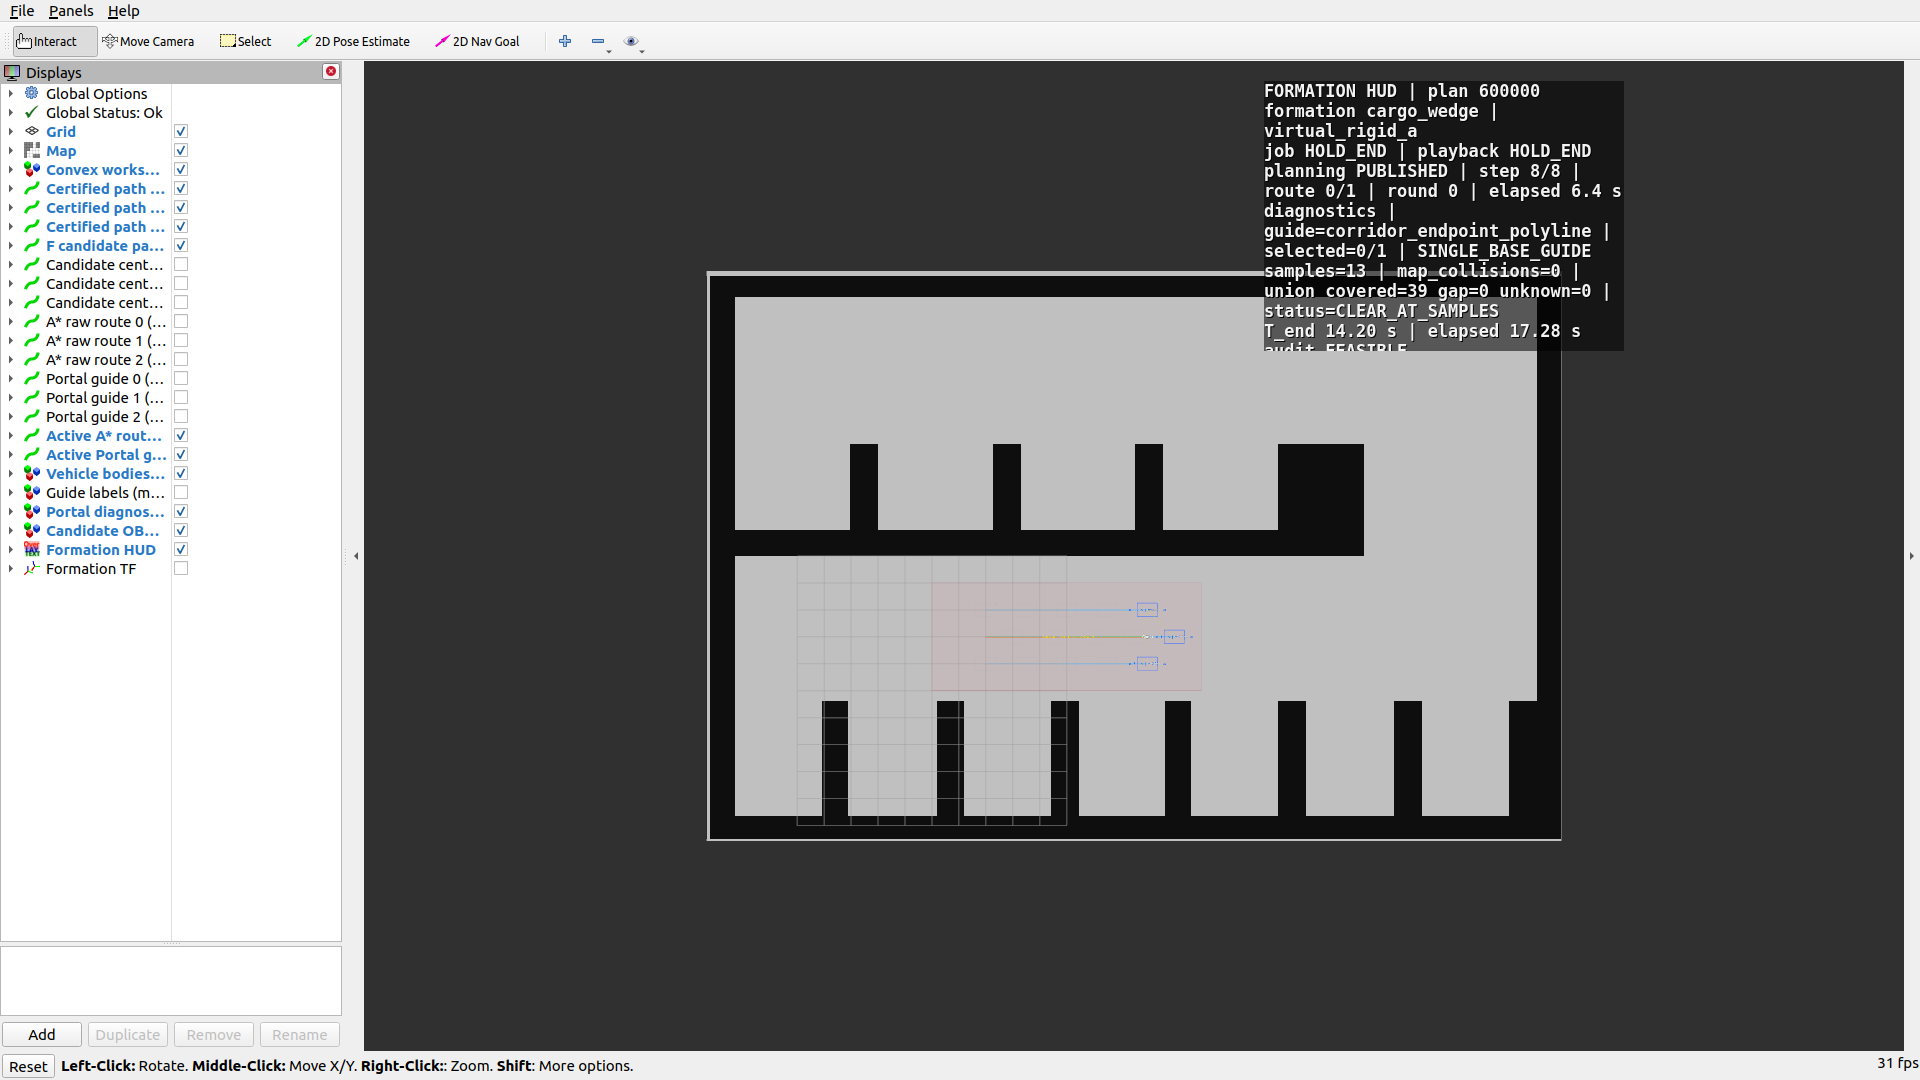 File Panels Help
Interact Move Camera Select 2D Pose Estimate 2D Nav Goal
Displays
Global Options
Global Status: Ok
Grid
Map
Convex works...
Certified path ...
Certified path ...
Certified path ...
F candidate pa...
Candidate cent...
Candidate cent...
Candidate cent...
A* raw route 0 (...
A* raw route 1 (...
A* raw route 2 (...
Portal guide 0 (...
Portal guide 1 (...
Portal guide 2 (...
Active A* rout...
Active Portal g...
Vehicle bodies...
Guide labels (m...
Portal diagnos...
Candidate OB...
Formation HUD
Formation TF
Add Duplicate Remove Rename
FORMATION HUD | plan 600000
formation cargo_wedge |
virtual_rigid_a
job HOLD_END | playback HOLD_END
planning PUBLISHED | step 8/8 |
route 0/1 | round 0 | elapsed 6.4 s
diagnostics |
guide=corridor_endpoint_polyline |
selected=0/1 | SINGLE_BASE_GUIDE
samples=13 | map_collisions=0 |
union covered=39 gap=0 unknown=0 |
status=CLEAR_AT_SAMPLES
T_end 14.20 s | elapsed 17.28 s
audit FEASIBLE
Reset Left-Click: Rotate. Middle-Click: Move X/Y. Right-Click:: Zoom. Shift: More options.
31 fps